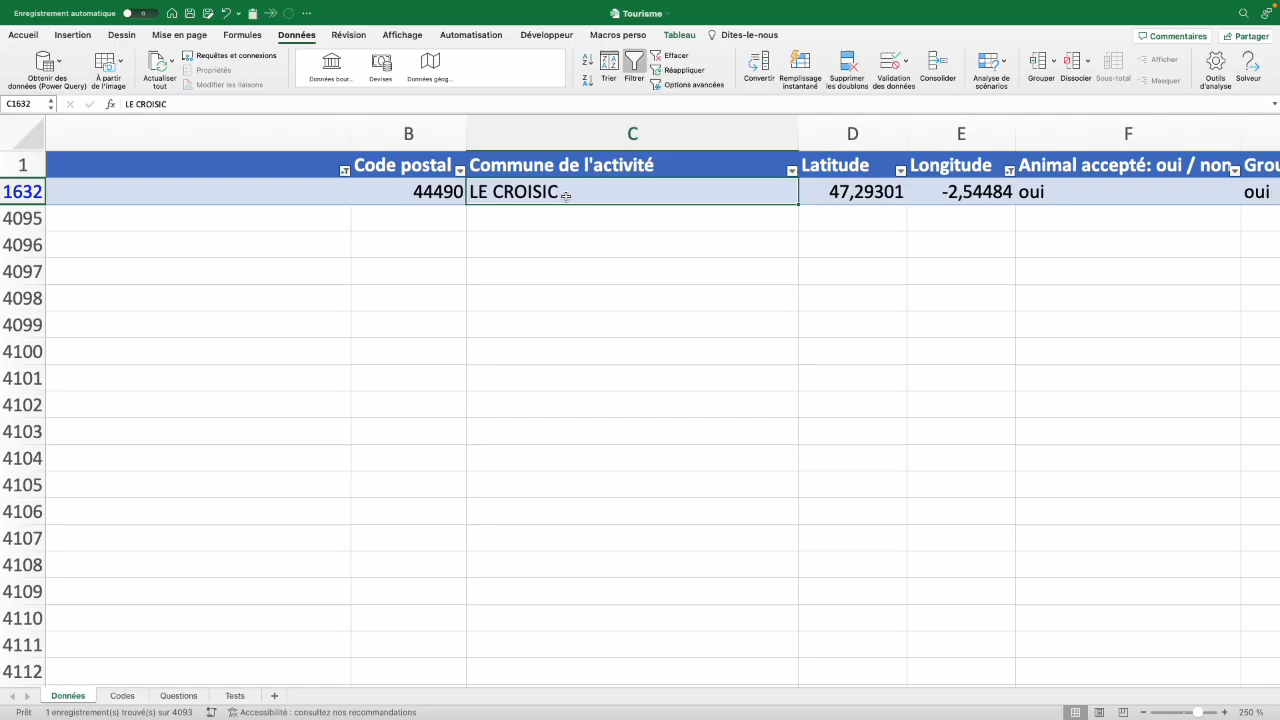 Enregistrement automatique 0
Tourisme
Accueil Insertion Dessin Mise en page Formules Données Révision Affichage Automatisation Développeur Macros perso Tableau Dites-le-nous
Commentaires Partager
Obtenir des données (Power Query)
À partir de l'image
Actualiser tout
Requêtes et connexions
Propriétés
Modifier les liaisons
Données bour...
Devises
Données géog...
Trier
Filtrer
Effacer
Réappliquer
Options avancées
Convertir
Remplissage instantané
Supprimer les doublons
Validation des données
Consolider
Analyse de scénarios
Grouper
Dissocier
Sous-total
Afficher
Masquer
Outils d'analyse
Solveur
C1632 fx LE CROISIC
B C D E F
1 Code postal Commune de l'activité Latitude Longitude Animal accepté: oui / non Grou
1632 44490 LE CROISIC 47,29301 -2,54484 oui oui
4095
4096
4097
4098
4099
4100
4101
4102
4103
4104
4105
4106
4107
4108
4109
4110
4111
4112
Données Codes Questions Tests +
Prêt 1 enregistrement(s) trouvé(s) sur 4093 Accessibilité : consultez nos recommandations 250 %